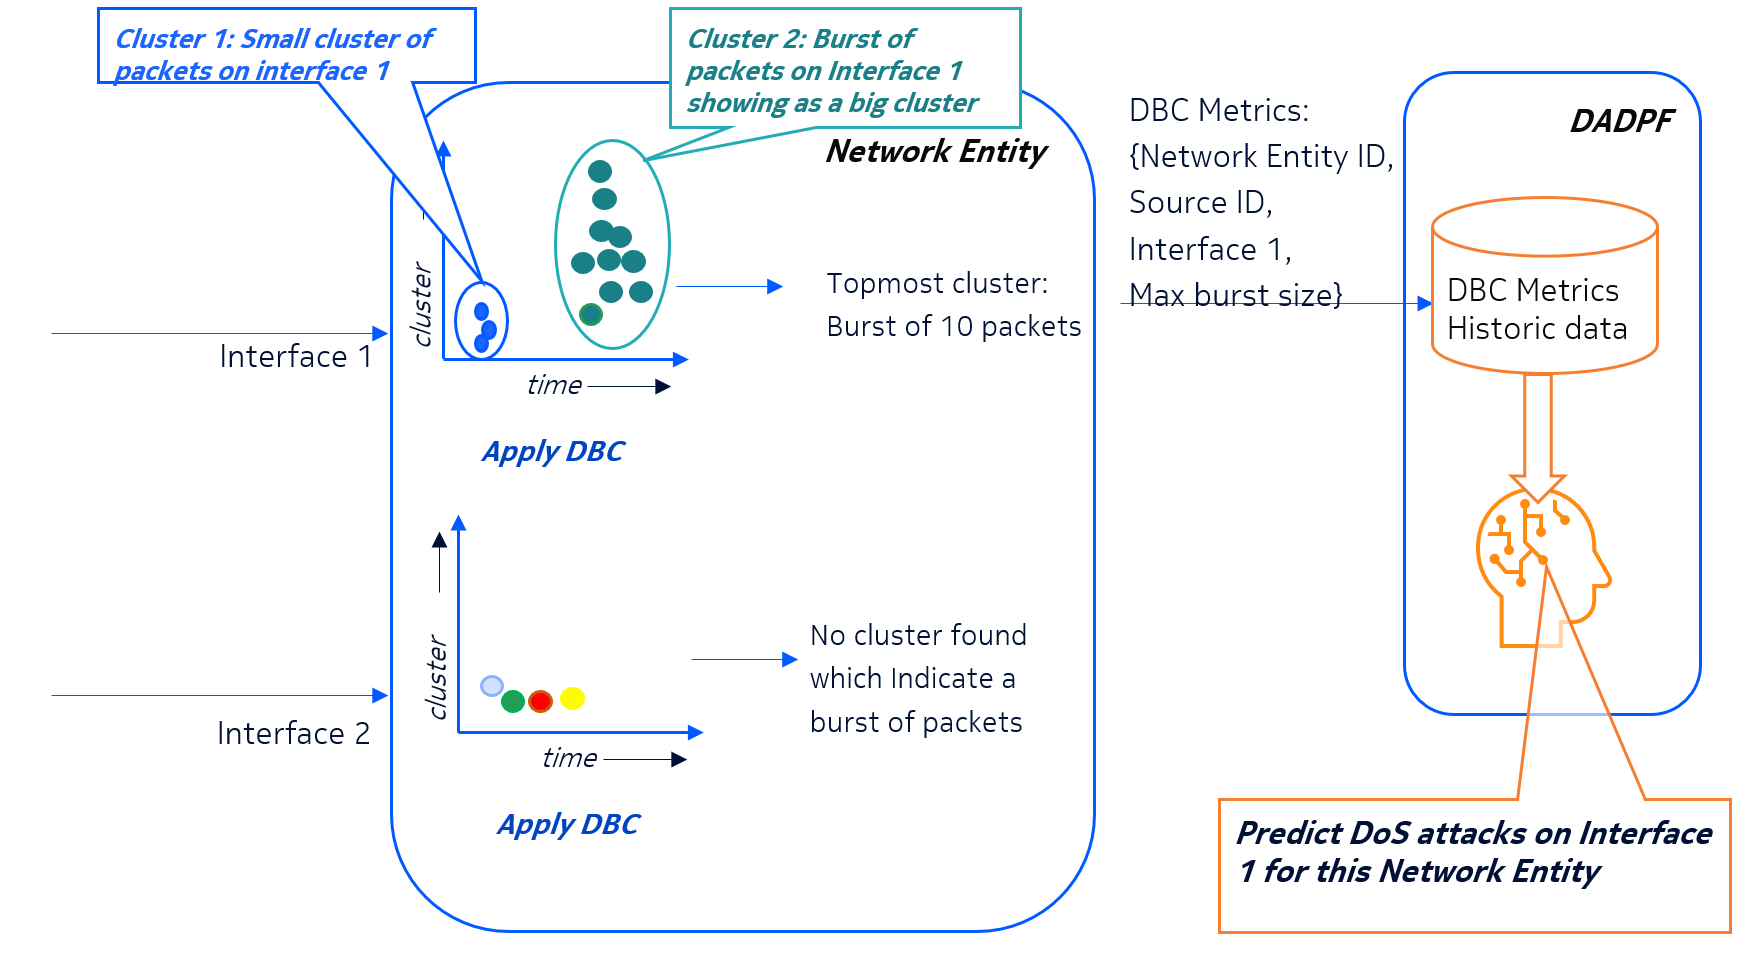 Cluster 1: Small cluster of
packets on interface 1
Cluster 2: Burst of
packets on Interface 1
showing as a big cluster
Network Entity
cluster
Interface 1
time
Topmost cluster:
Burst of 10 packets
Apply DBC
cluster
Interface 2
time
No cluster found
which Indicate a
burst of packets
Apply DBC
DBC Metrics:
{Network Entity ID,
Source ID,
Interface 1,
Max burst size}
DADPF
DBC Metrics
Historic data
Predict DoS attacks on Interface
1 for this Network Entity